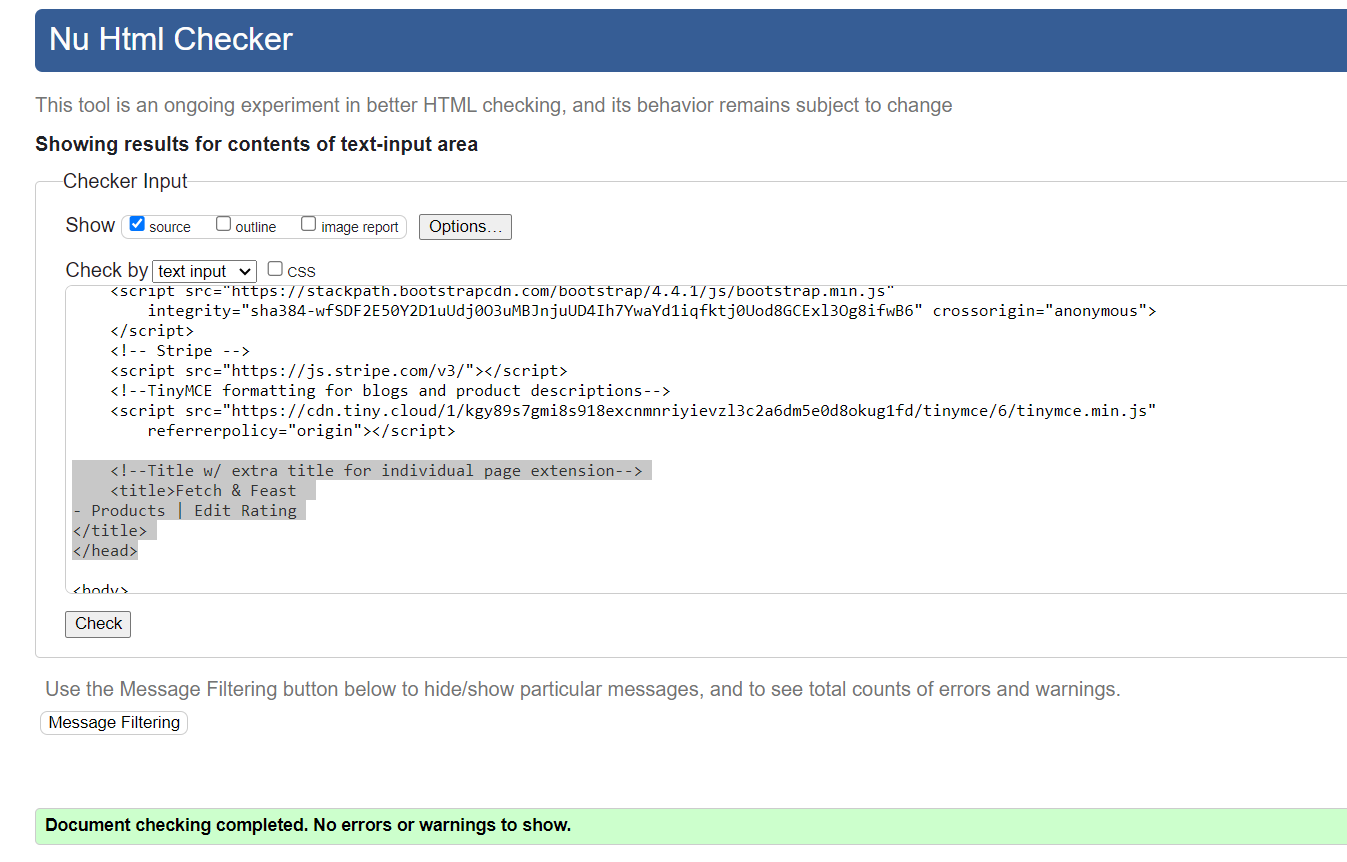 Nu Html Checker
This tool is an ongoing experiment in better HTML checking, and its behavior remains subject to change
Showing results for contents of text-input area
Checker Input
Show source outline image report Options...
Check by text input CSS
<script src="https://stackpath.bootstrapcdn.com/bootstrap/4.4.1/js/bootstrap.min.js"
integrity="sha384-wfSDF2E50Y2D1uUdj0O3uMBJnjuUD4Ih7YwaYd1iqfktj0Uod8GCExl3Og8ifwB6" crossorigin="anonymous">
</script>
<!-- Stripe -->
<script src="https://js.stripe.com/v3/"></script>
<!--TinyMCE formatting for blogs and product descriptions-->
<script src="https://cdn.tiny.cloud/1/kgy89s7gmi8s918excnmnriyievzl3c2a6dm5e0d8okug1fd/tinymce/6/tinymce.min.js"
referrerpolicy="origin"></script>
<!--Title w/ extra title for individual page extension-->
<title>Fetch & Feast
- Products | Edit Rating
</title>
</head>
<body>
Check
Use the Message Filtering button below to hide/show particular messages, and to see total counts of errors and warnings.
Message Filtering
Document checking completed. No errors or warnings to show.